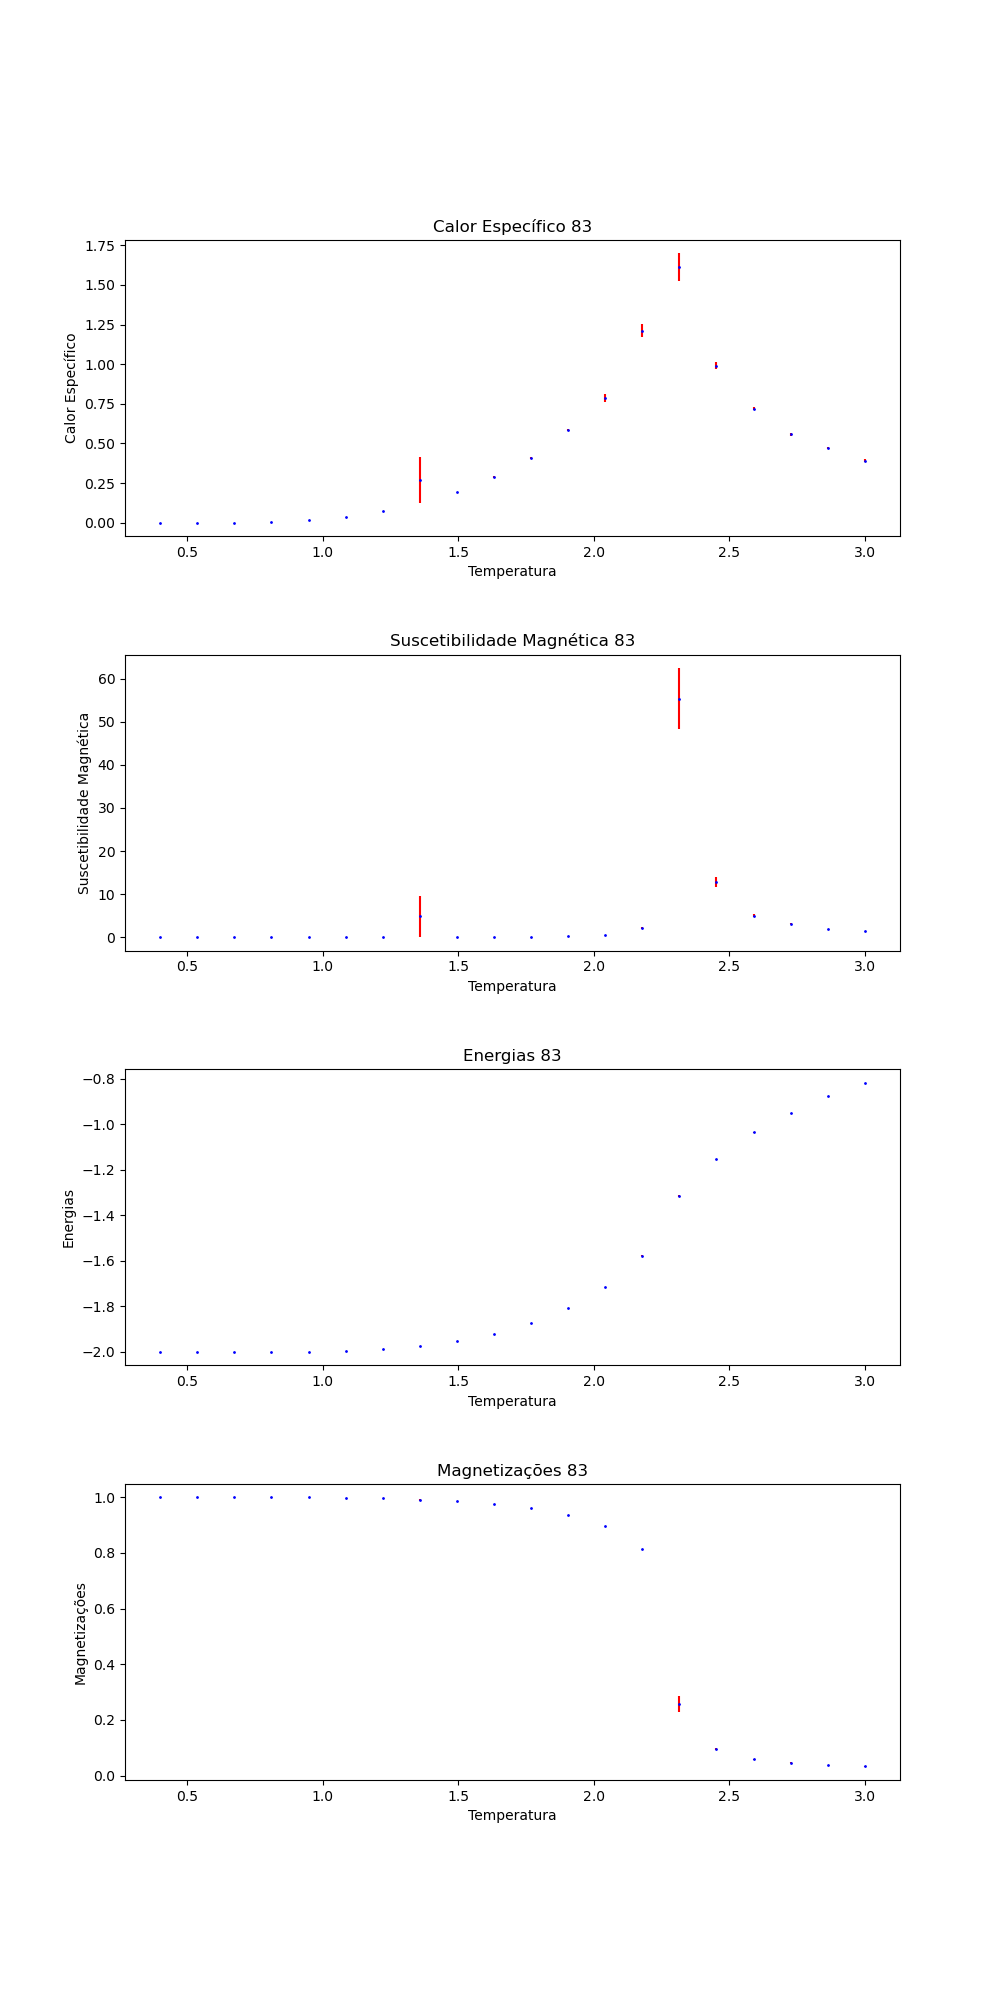 Calor Específico 83
1.75
1.50
1.25
1.00
0.75
0.50
0.25
0.00
Calor Específico
0.5 1.0 1.5 2.0 2.5 3.0
Temperatura
Suscetibilidade Magnética 83
60
50
40
30
20
10
0
Suscetibilidade Magnética
0.5 1.0 1.5 2.0 2.5 3.0
Temperatura
Energias 83
−0.8
−1.0
−1.2
−1.4
−1.6
−1.8
−2.0
Energias
0.5 1.0 1.5 2.0 2.5 3.0
Temperatura
Magnetizações 83
1.0
0.8
0.6
0.4
0.2
0.0
Magnetizações
0.5 1.0 1.5 2.0 2.5 3.0
Temperatura